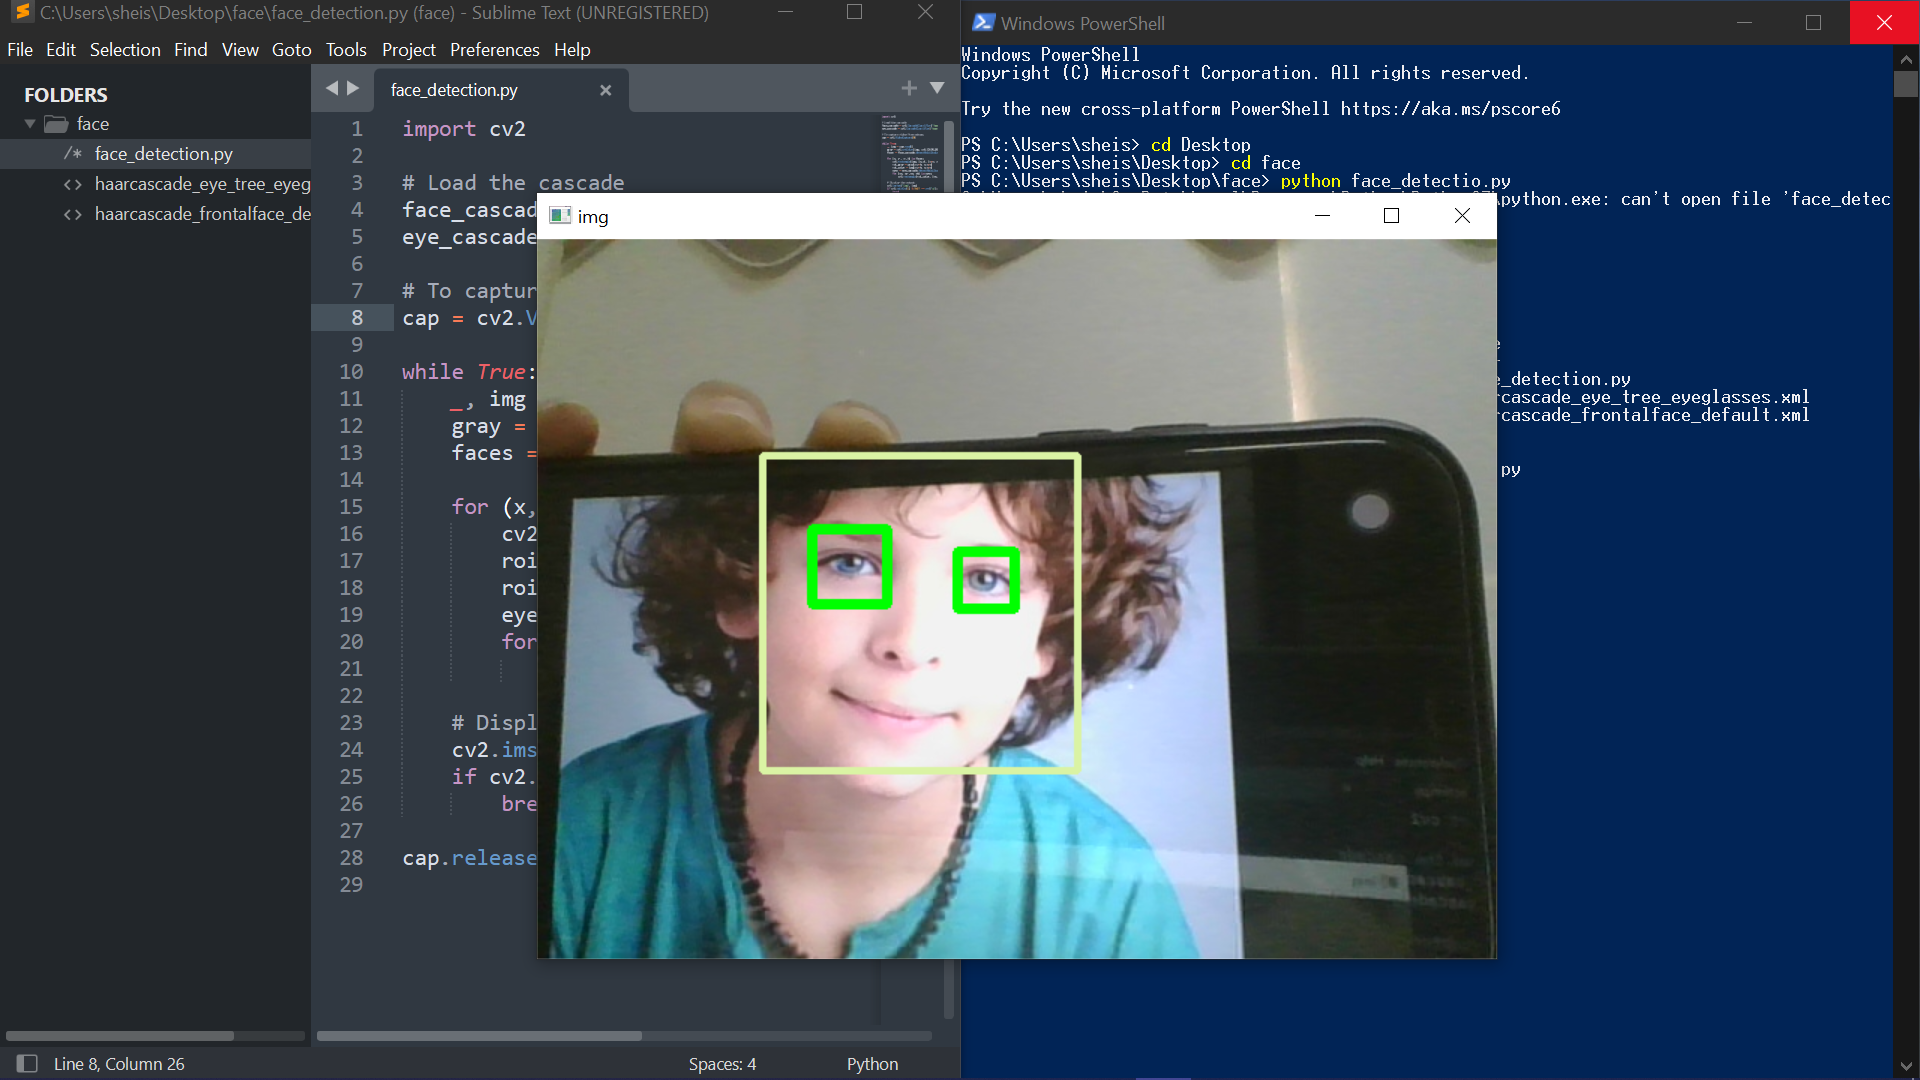 C:\Users\sheis\Desktop\face\face_detection.py (face) - Sublime Text (UNREGISTERED)
File Edit Selection Find View Goto Tools Project Preferences Help
FOLDERS
face
face_detection.py
haarcascade_eye_tree_eyeg
haarcascade_frontalface_de
face_detection.py
1 import cv2
2
3 # Load the cascade
4 face_cascad
5 eye_cascade
6
7 # To captur
8 cap = cv2.V
9
10 while True:
11 _, img
12 gray =
13 faces =
14
15 for (x,
16 cv2
17 roi
18 roi
19 eye
20 for
21
22
23 # Displ
24 cv2.ims
25 if cv2.
26 bre
27
28 cap.release
29
Line 8, Column 26
Spaces: 4
Python
Windows PowerShell
Windows PowerShell
Copyright (C) Microsoft Corporation. All rights reserved.
Try the new cross-platform PowerShell https://aka.ms/pscore6
PS C:\Users\sheis> cd Desktop
PS C:\Users\sheis\Desktop> cd face
PS C:\Users\sheis\Desktop\face> python face_detectio.py
\python.exe: can't open file 'face_detec
e_detection.py
rcascade_eye_tree_eyeglasses.xml
rcascade_frontalface_default.xml
py
img